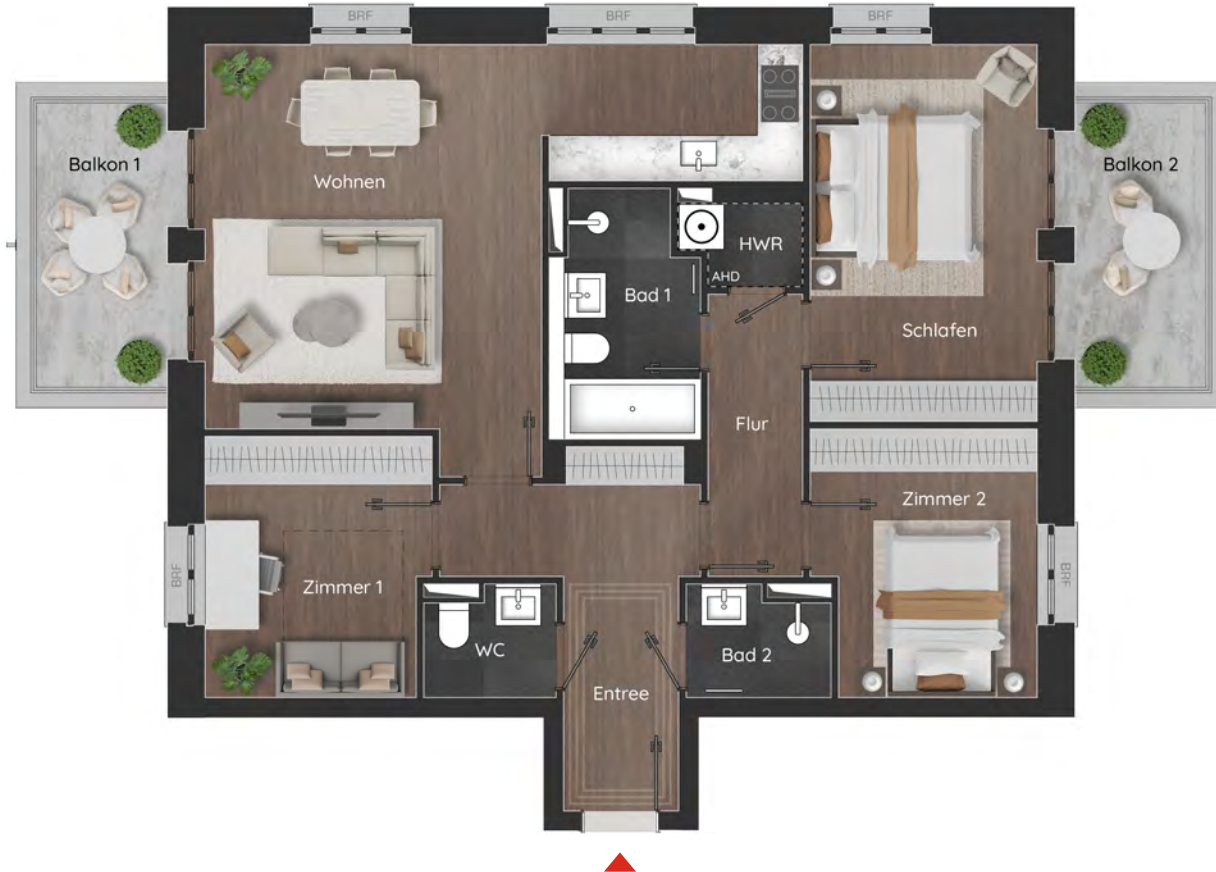 BRF
BRF
BRF
Balkon 1
Wohnen
Balkon 2
HWR
AHD
Bad 1
Schlafen
Flur
Zimmer 2
BRF
Zimmer 1
BRF
WC
Bad 2
Entree